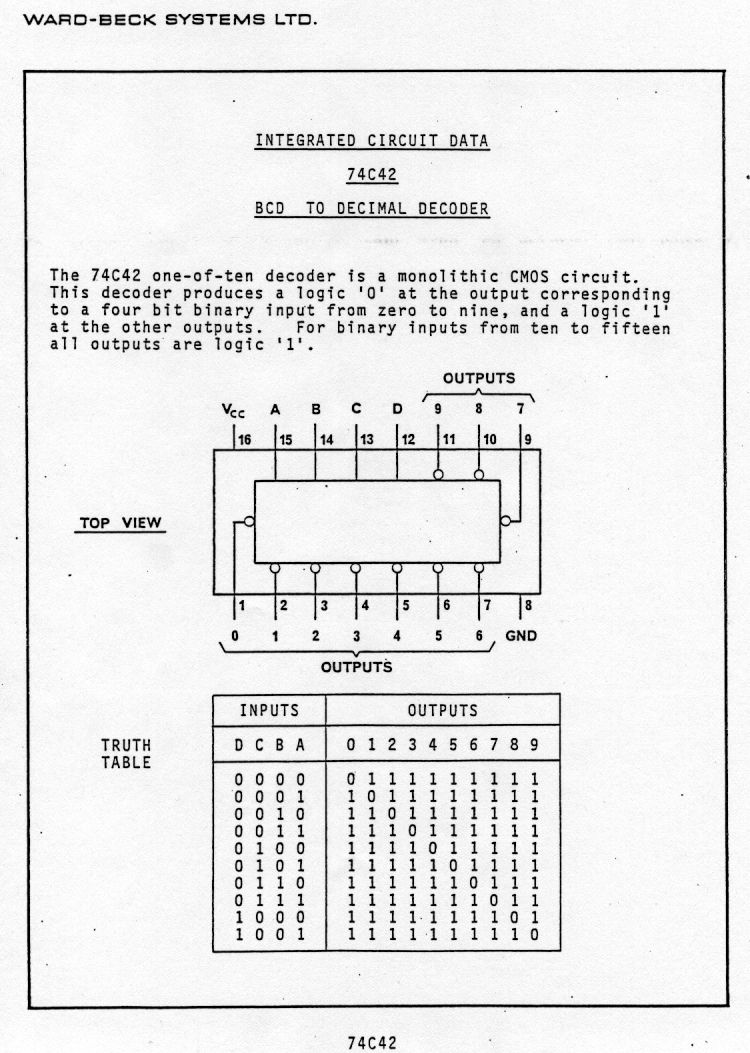 WARD-BECK SYSTEMS LTD.
INTEGRATED CIRCUIT DATA
74C42
BCD TO DECIMAL DECODER
The 74C42 one-of-ten decoder is a monolithic CMOS circuit.
This decoder produces a logic '0' at the output corresponding
to a four bit binary input from zero to nine, and a logic '1'
at the other outputs. For binary inputs from ten to fifteen
all outputs are logic '1'.
OUTPUTS
VCC A B C D 9 8 7
16 15 14 13 12 11 10 9
TOP VIEW
1 2 3 4 5 6 7 8
0 1 2 3 4 5 6 GND
OUTPUTS
INPUTS OUTPUTS
TRUTH
TABLE
D C B A 0 1 2 3 4 5 6 7 8 9
0 0 0 0 0 1 1 1 1 1 1 1 1 1
0 0 0 1 1 0 1 1 1 1 1 1 1 1
0 0 1 0 1 1 0 1 1 1 1 1 1 1
0 0 1 1 1 1 1 0 1 1 1 1 1 1
0 1 0 0 1 1 1 1 0 1 1 1 1 1
0 1 0 1 1 1 1 1 1 0 1 1 1 1
0 1 1 0 1 1 1 1 1 1 0 1 1 1
0 1 1 1 1 1 1 1 1 1 1 0 1 1
1 0 0 0 1 1 1 1 1 1 1 1 0 1
1 0 0 1 1 1 1 1 1 1 1 1 1 0
74C42